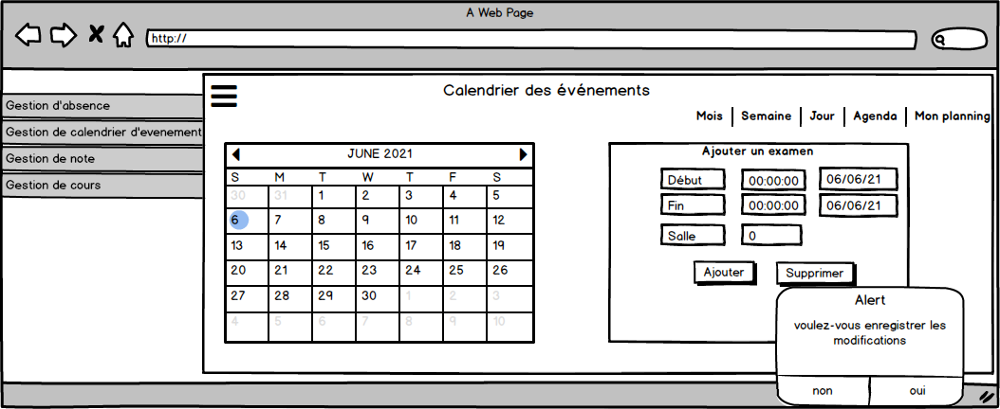 A Web Page
http://
Gestion d'absence
Gestion de calendrier d'evenement
Gestion de note
Gestion de cours
Calendrier des événements
Mois Semaine Jour Agenda Mon planning
JUNE 2021
S M T W T F S
30 31 1 2 3 4 5
6 7 8 9 10 11 12
13 14 15 16 17 18 19
20 21 22 23 24 25 26
27 28 29 30 1 2 3
4 5 6 7 8 9 10
Ajouter un examen
Début 00:00:00 06/06/21
Fin 00:00:00 06/06/21
Salle 0
Ajouter Supprimer
Alert
voulez-vous enregistrer les
modifications
non oui